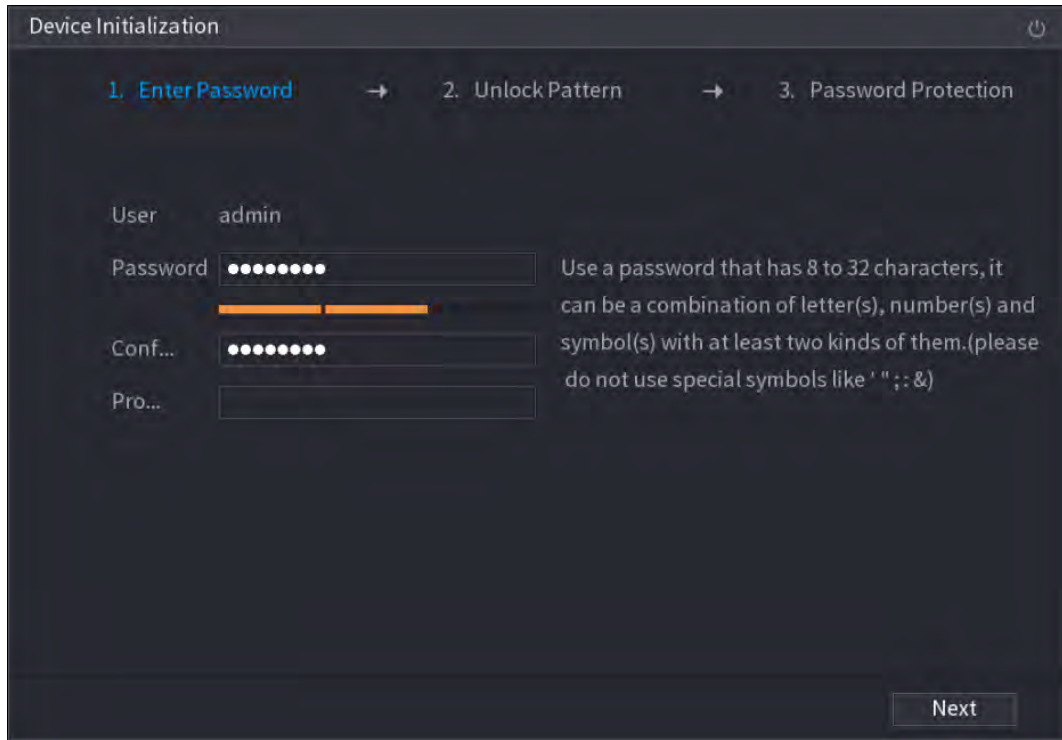 Device Initialization
1. Enter Password → 2. Unlock Pattern → 3. Password Protection
User admin
Password ●●●●●●●●
Use a password that has 8 to 32 characters, it
can be a combination of letter(s), number(s) and
Conf... ●●●●●●●●
symbol(s) with at least two kinds of them.(please
do not use special symbols like ' " ; : &)
Pro...
Next